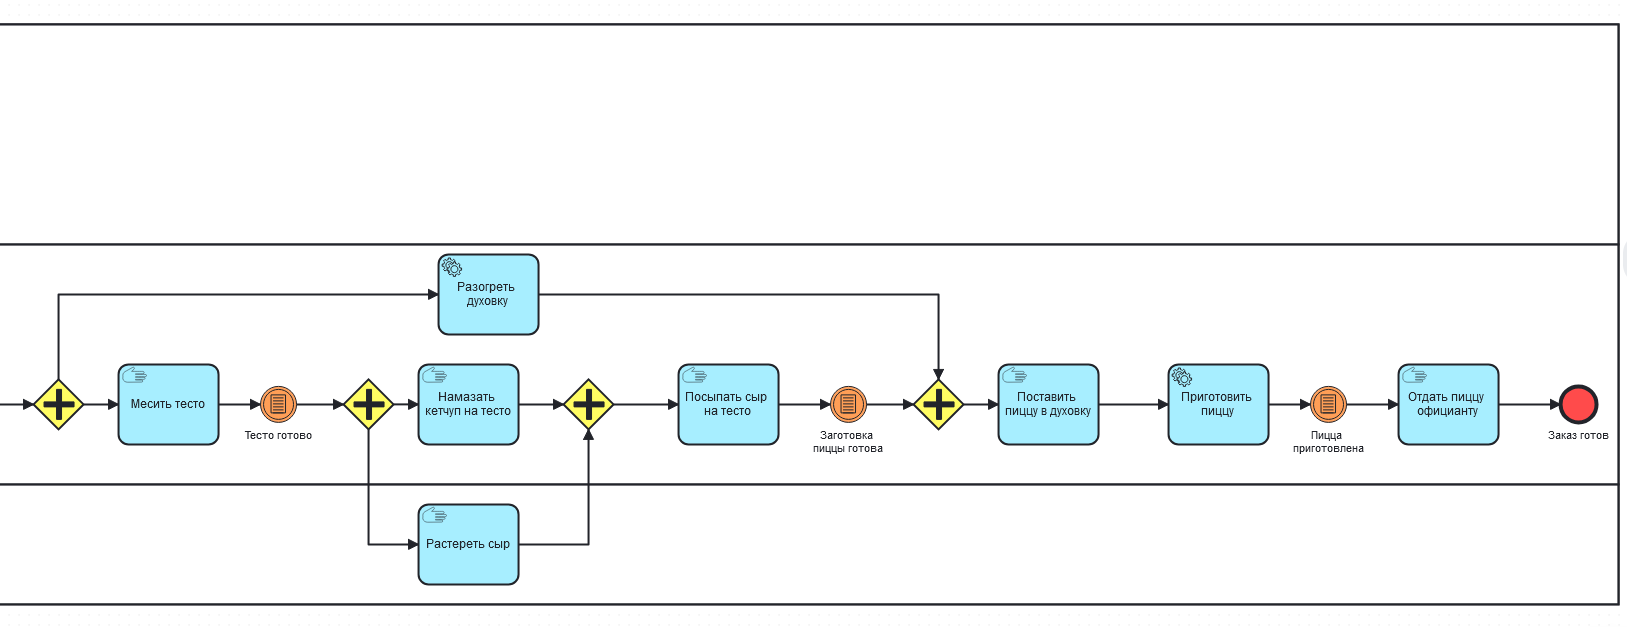 Разогреть
духовку
Месить тесто
Тесто готово
Намазать
кетчуп на тесто
Посыпать сыр
на тесто
Заготовка
пиццы готова
Поставить
пиццу в духовку
Приготовить
пиццу
Пицца
приготовлена
Отдать пиццу
официанту
Заказ готов
Растереть сыр